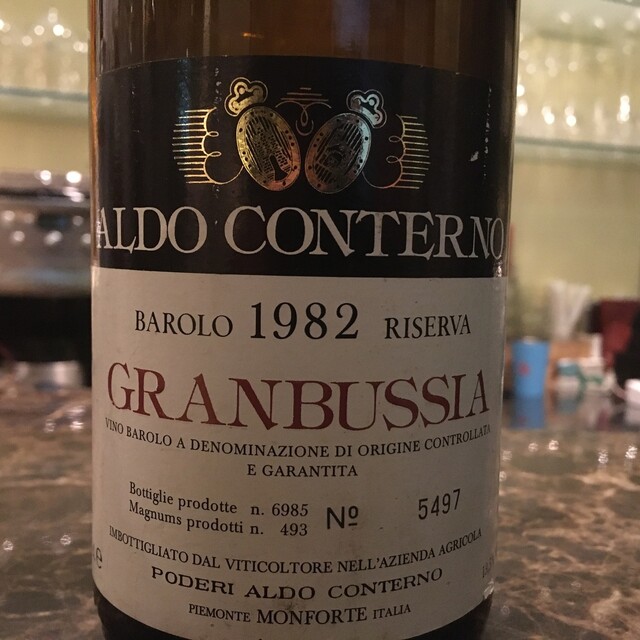 ALDO CONTERNO
BAROLO 1982 RISERVA
GRANBUSSIA
VINO BAROLO A DENOMINAZIONE DI ORIGINE CONTROLLATA
E GARANTITA
Bottiglie prodotte n. 6985
Magnums prodotti n. 493
Nº 5497
IMBOTTIGLIATO DAL VITICOLTORE NELL'AZIENDA AGRICOLA
PODERI ALDO CONTERNO
PIEMONTE MONFORTE ITALIA